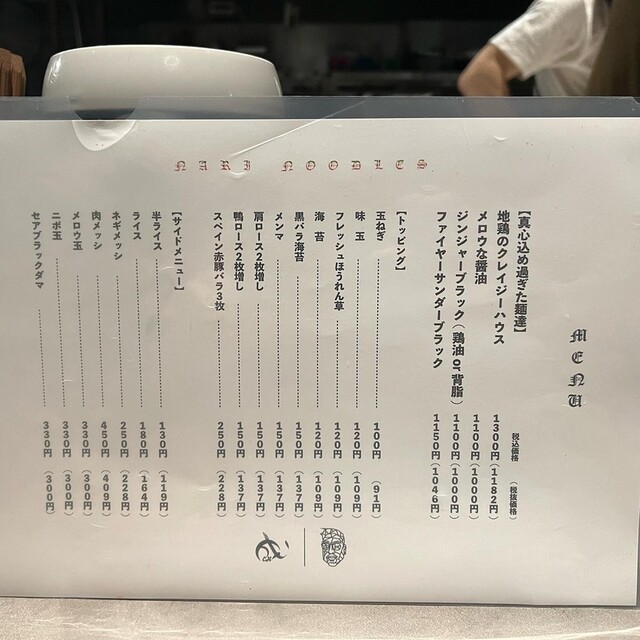 NARI NOODLES
MENU
税込価格 (税抜価格)
【真心込め過ぎた麺達】
地鶏のクレイジーハウス 1300円(1182円)
メロウな醤油 1100円(1000円)
ジンジャーブラック(鶏油 or 背脂) 1100円(1000円)
ファイヤーサンダーブラック 1150円(1046円)
【トッピング】
玉ねぎ 100円(91円)
味玉 120円(109円)
フレッシュほうれん草 120円(109円)
海苔 120円(109円)
黒バラ海苔 150円(137円)
メンマ 150円(137円)
肩ロース2枚増し 150円(137円)
鴨ロース2枚増し 150円(137円)
スペイン赤豚バラ3枚 250円(228円)
【サイドメニュー】
半ライス 130円(119円)
ライス 180円(164円)
ネギメッシ 250円(228円)
肉メッシ 450円(409円)
メロウ玉 330円(300円)
ニボ玉 330円(300円)
セアブラックダマ 330円(300円)